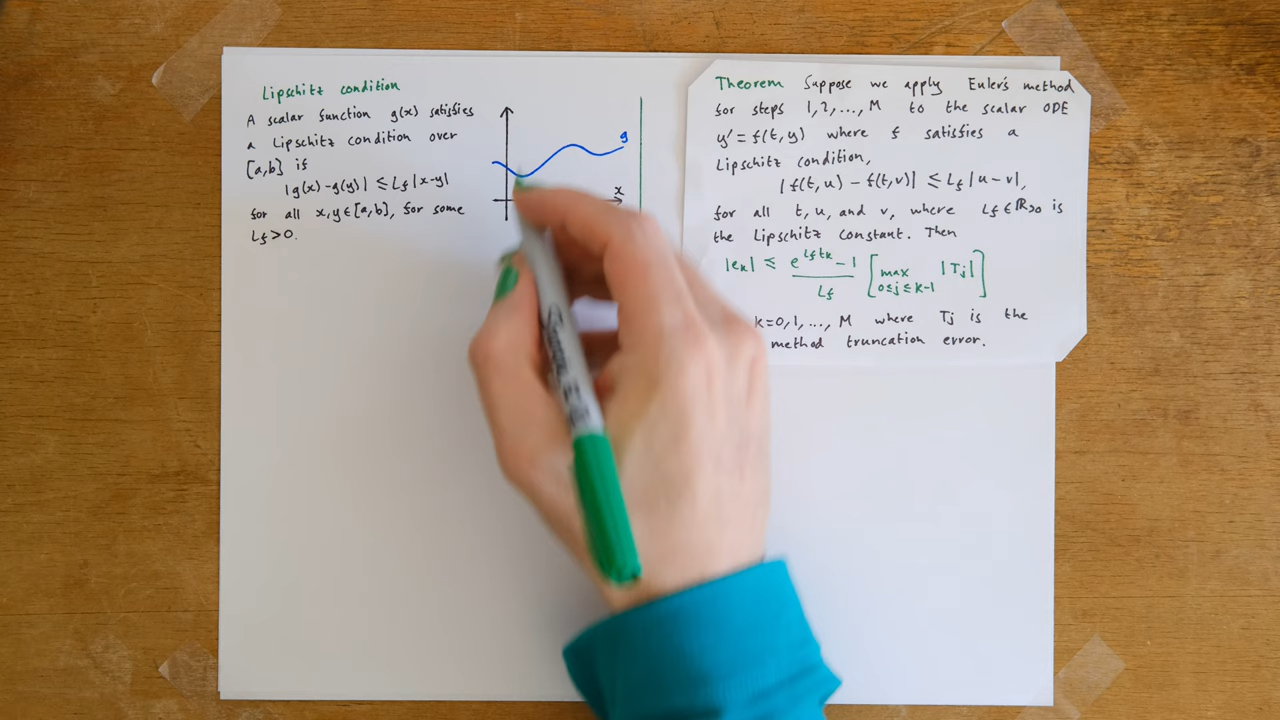 Lipschitz condition
A scalar function g(x) satisfies
a Lipschitz condition over
[a,b] if
|g(x)-g(y)| ≤ Lf |x-y|
for all x,y∈[a,b], for some
Lf>0.
g
x
Theorem Suppose we apply Euler's method
for steps 1,2,...,M to the scalar ODE
y' = f(t,y) where f satisfies a
Lipschitz condition,
|f(t,u) - f(t,v)| ≤ Lf |u-v|,
for all t,u, and v, where Lf ∈ ℝ>0 is
the Lipschitz constant. Then
|ek| ≤ e^{Lf tk} - 1 / Lf [max 0≤j≤k-1 |Tj|]
k=0,1,..., M where Tj is the
method truncation error.